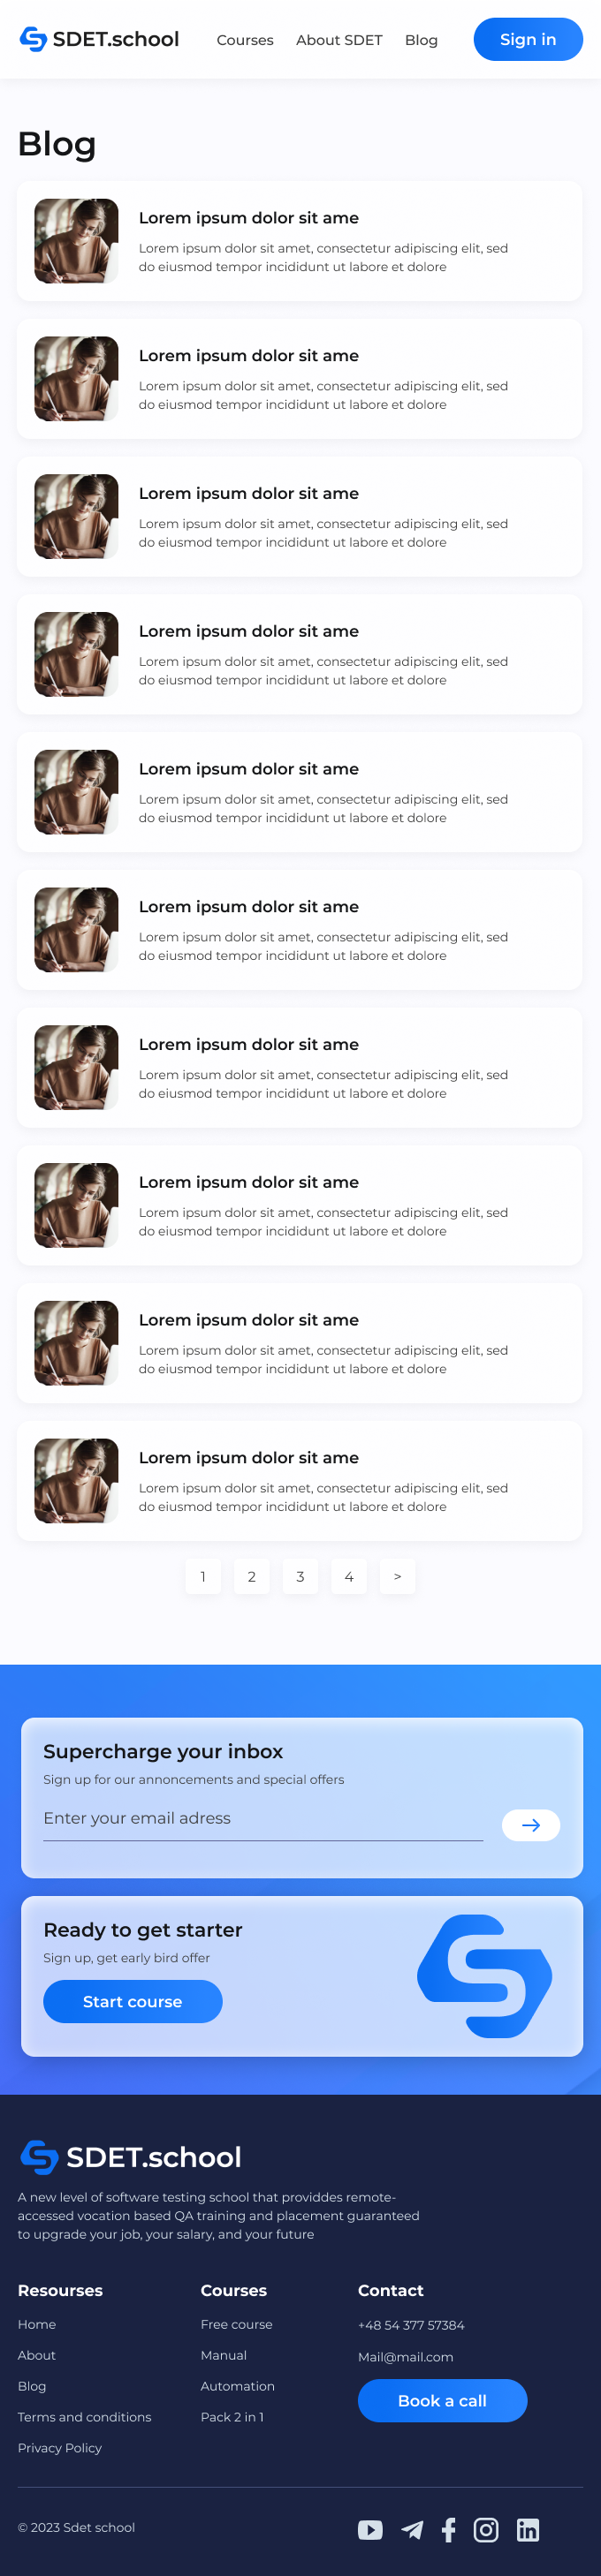 SDET.school
Courses
About SDET
Blog
Sign in
Blog
Lorem ipsum dolor sit ame
Lorem ipsum dolor sit amet, consectetur adipiscing elit, sed
do eiusmod tempor incididunt ut labore et dolore
Lorem ipsum dolor sit ame
Lorem ipsum dolor sit amet, consectetur adipiscing elit, sed
do eiusmod tempor incididunt ut labore et dolore
Lorem ipsum dolor sit ame
Lorem ipsum dolor sit amet, consectetur adipiscing elit, sed
do eiusmod tempor incididunt ut labore et dolore
Lorem ipsum dolor sit ame
Lorem ipsum dolor sit amet, consectetur adipiscing elit, sed
do eiusmod tempor incididunt ut labore et dolore
Lorem ipsum dolor sit ame
Lorem ipsum dolor sit amet, consectetur adipiscing elit, sed
do eiusmod tempor incididunt ut labore et dolore
Lorem ipsum dolor sit ame
Lorem ipsum dolor sit amet, consectetur adipiscing elit, sed
do eiusmod tempor incididunt ut labore et dolore
Lorem ipsum dolor sit ame
Lorem ipsum dolor sit amet, consectetur adipiscing elit, sed
do eiusmod tempor incididunt ut labore et dolore
Lorem ipsum dolor sit ame
Lorem ipsum dolor sit amet, consectetur adipiscing elit, sed
do eiusmod tempor incididunt ut labore et dolore
Lorem ipsum dolor sit ame
Lorem ipsum dolor sit amet, consectetur adipiscing elit, sed
do eiusmod tempor incididunt ut labore et dolore
Lorem ipsum dolor sit ame
Lorem ipsum dolor sit amet, consectetur adipiscing elit, sed
do eiusmod tempor incididunt ut labore et dolore
1 2 3 4 >
Supercharge your inbox
Sign up for our annoncements and special offers
Enter your email adress
Ready to get starter
Sign up, get early bird offer
Start course
SDET.school
A new level of software testing school that providdes remote-
accessed vocation based QA training and placement guaranteed
to upgrade your job, your salary, and your future
Resourses
Home
About
Blog
Terms and conditions
Privacy Policy
Courses
Free course
Manual
Automation
Pack 2 in 1
Contact
+48 54 377 57384
Mail@mail.com
Book a call
© 2023 Sdet school